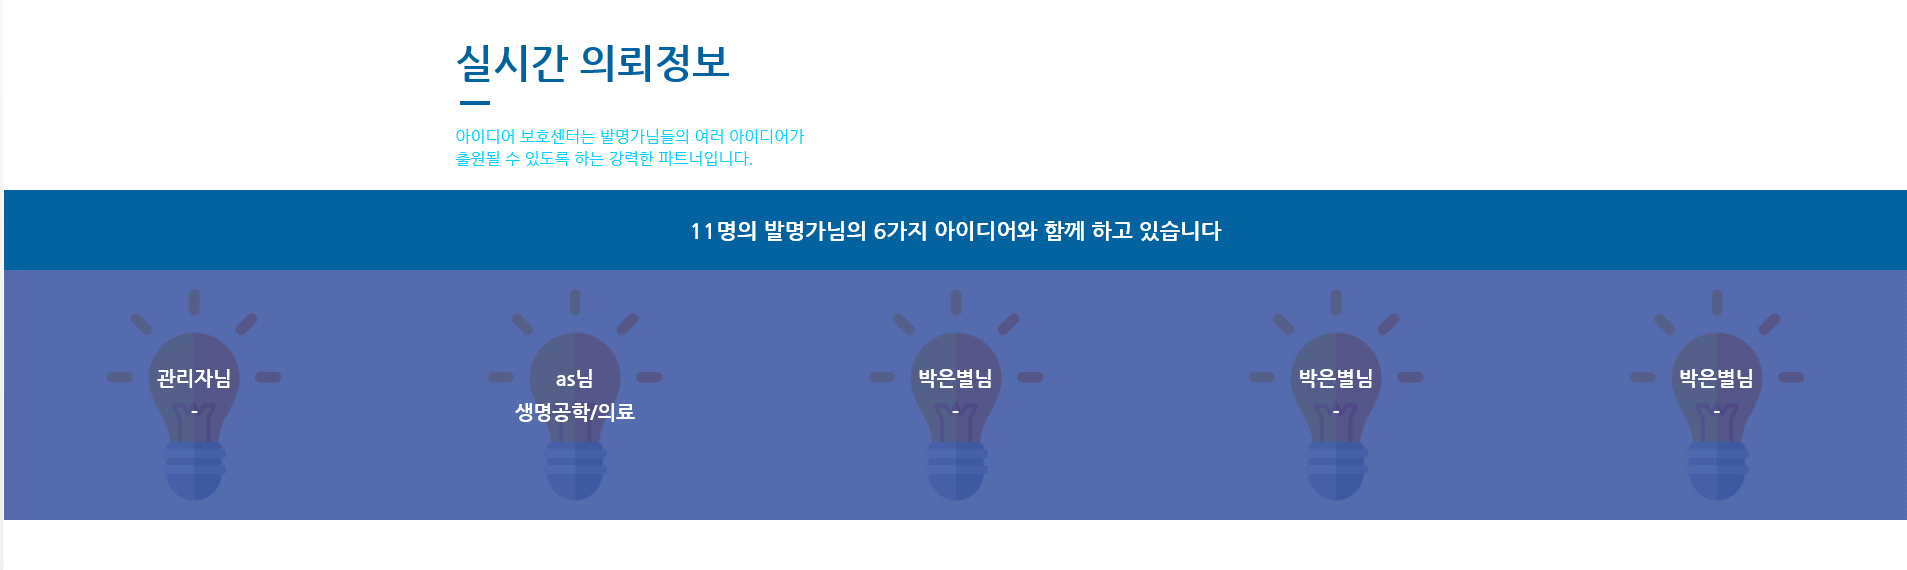 실시간 의뢰정보
아이디어 보호센터는 발명가님들의 여러 아이디어가
출원될 수 있도록 하는 강력한 파트너입니다.
11명의 발명가님의 6가지 아이디어와 함께 하고 있습니다
관리자님
-
as님
생명공학/의료
박은별님
-
박은별님
-
박은별님
-